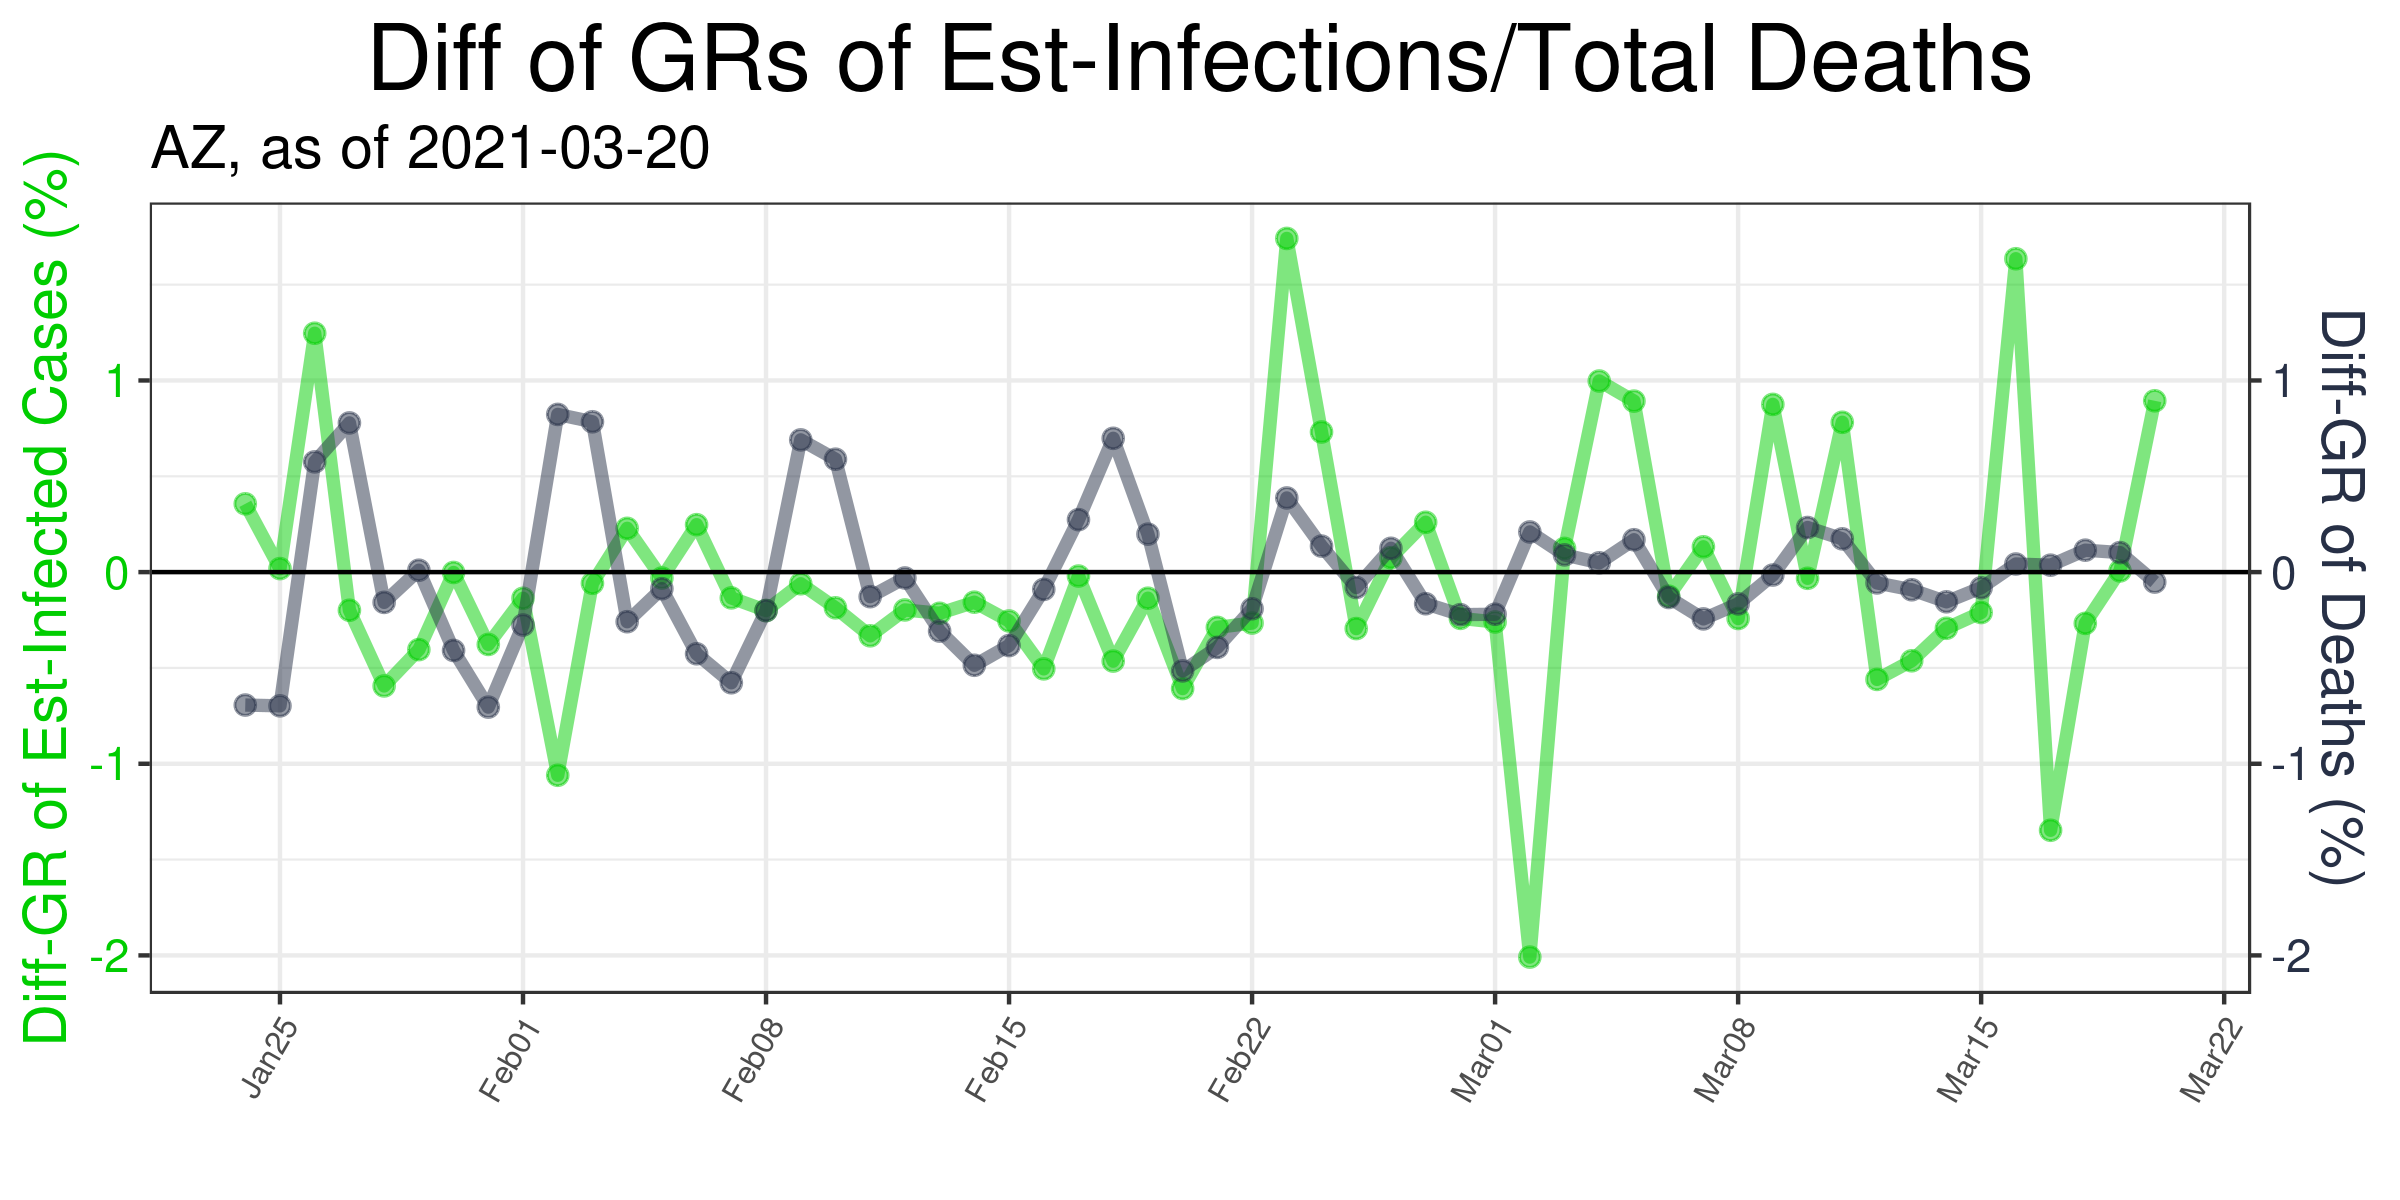 Diff of GRs of Est-Infections/Total Deaths
AZ, as of 2021-03-20
Diff-GR of Est-Infected Cases (%)
1
0
-1
-2
1
0
-1
-2
Diff-GR of Deaths (%)
Jan25
Feb01
Feb08
Feb15
Feb22
Mar01
Mar08
Mar15
Mar22